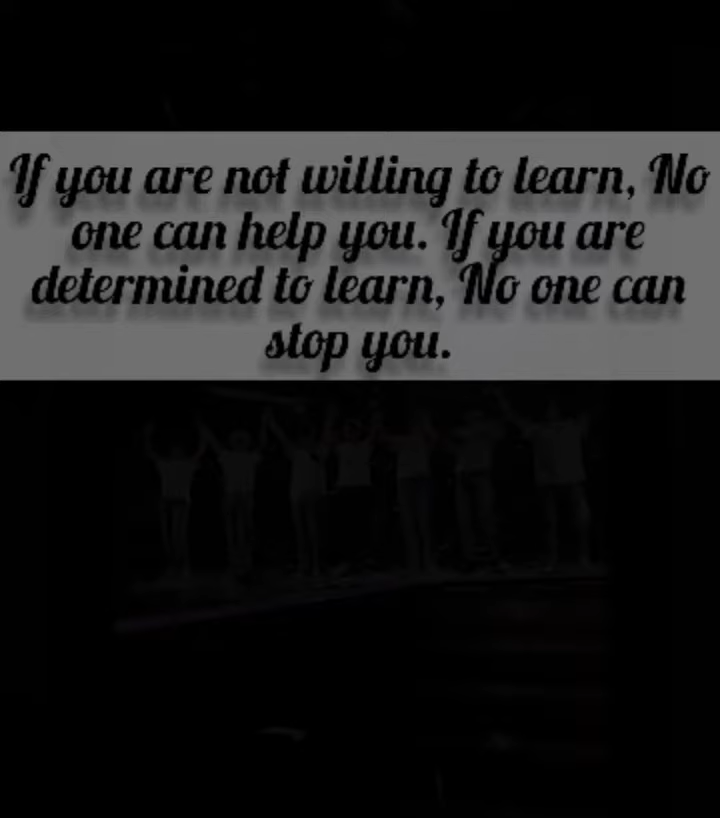 If you are not willing to learn, No
one can help you. If you are
determined to learn, No one can
stop you.